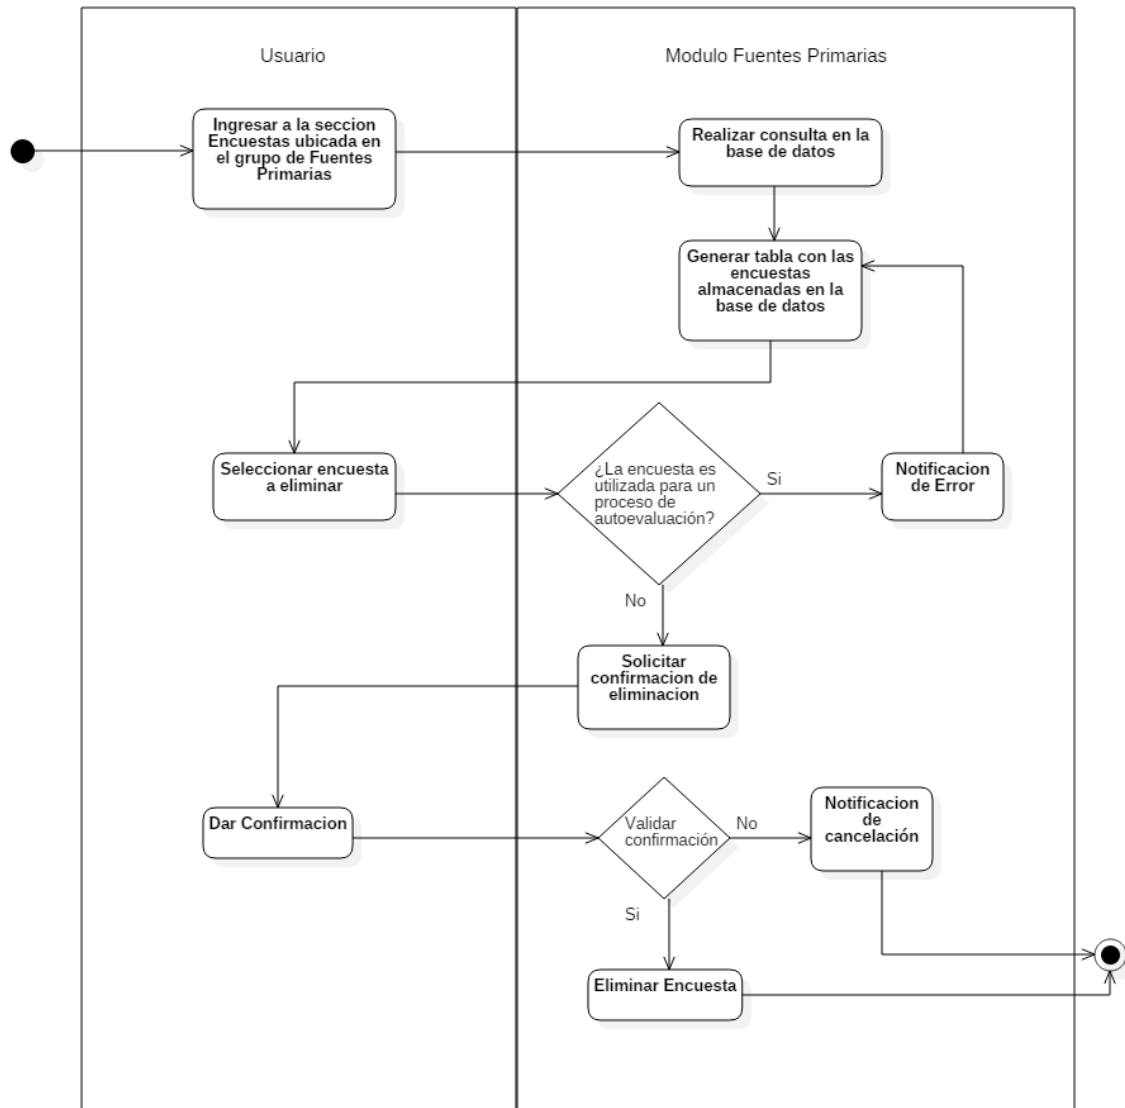 Usuario
Modulo Fuentes Primarias
Ingresar a la seccion
Encuestas ubicada en
el grupo de Fuentes
Primarias
Realizar consulta en la
base de datos
Generar tabla con las
encuestas
almacenadas en la
base de datos
Seleccionar encuesta
a eliminar
¿La encuesta es
utilizada para un
proceso de
autoevaluación?
Si
Notificacion
de Error
No
Solicitar
confirmacion de
eliminacion
Dar Confirmacion
Validar
confirmación
No
Notificacion
de
cancelación
Si
Eliminar Encuesta